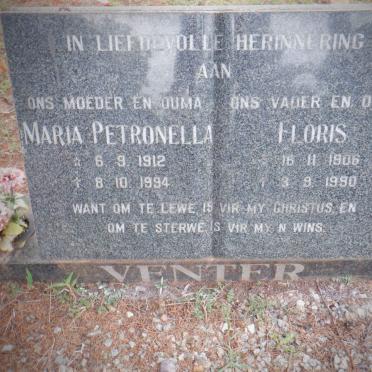 IN LIEFDEVOLLE HERINNERING
AAN
ONS MOEDER EN OUMA
MARIA PETRONELLA
☆ 6. 9. 1912
† 8. 10. 1994
ONS VADER EN O
FLORIS
☆ 16. 11. 1906
† 3. 9. 1990
WANT OM TE LEWE IS VIR MY CHRISTUS, EN
OM TE STERWE IS VIR MY 'N WINS.
VENTER